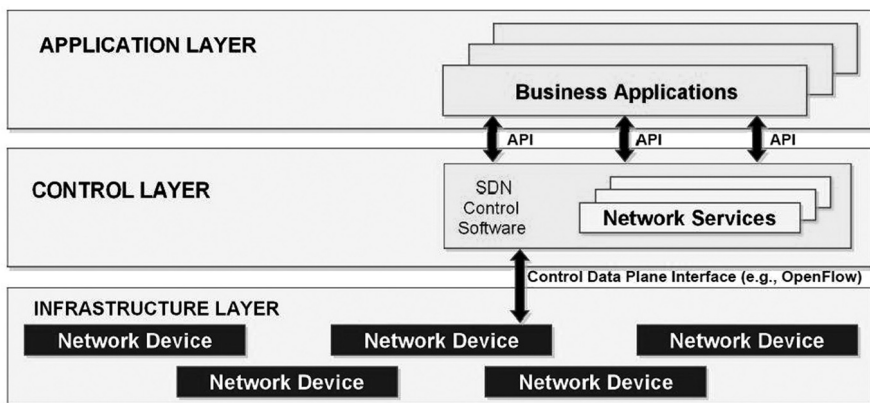 APPLICATION LAYER
Business Applications
API
API
API
CONTROL LAYER
SDN
Control
Software
Network Services
Control Data Plane Interface (e.g., OpenFlow)
INFRASTRUCTURE LAYER
Network Device
Network Device
Network Device
Network Device
Network Device